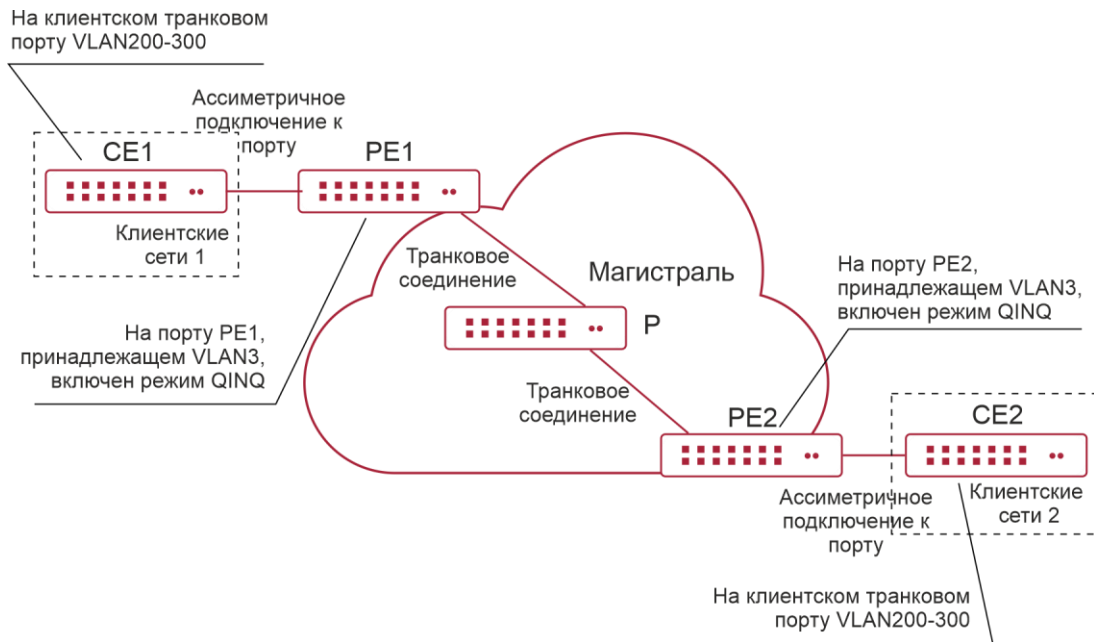 На клиентском транковом
порту VLAN200-300
Ассиметричное
подключение к
порту
CE1
PE1
Клиентские
сети 1
Транковое
соединение
Магистраль
На порту PE2,
принадлежащем VLAN3,
включен режим QINQ
P
На порту PE1,
принадлежащем VLAN3,
включен режим QINQ
Транковое
соединение
PE2
CE2
Ассиметричное
подключение к
порту
Клиентские
сети 2
На клиентском транковом
порту VLAN200-300